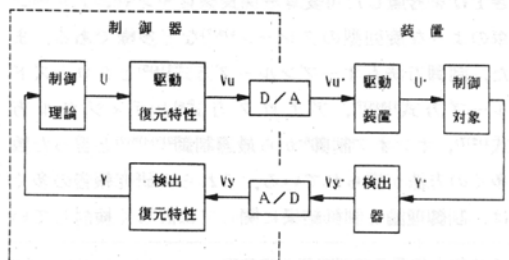 制 御 器
装 置
制御
理論
U
駆動
復元特性
Vu
D/A
Vu*
駆動
装置
U*
制御
対象
Y
検出
復元特性
Vy
A/D
Vy
検出
器
Y*